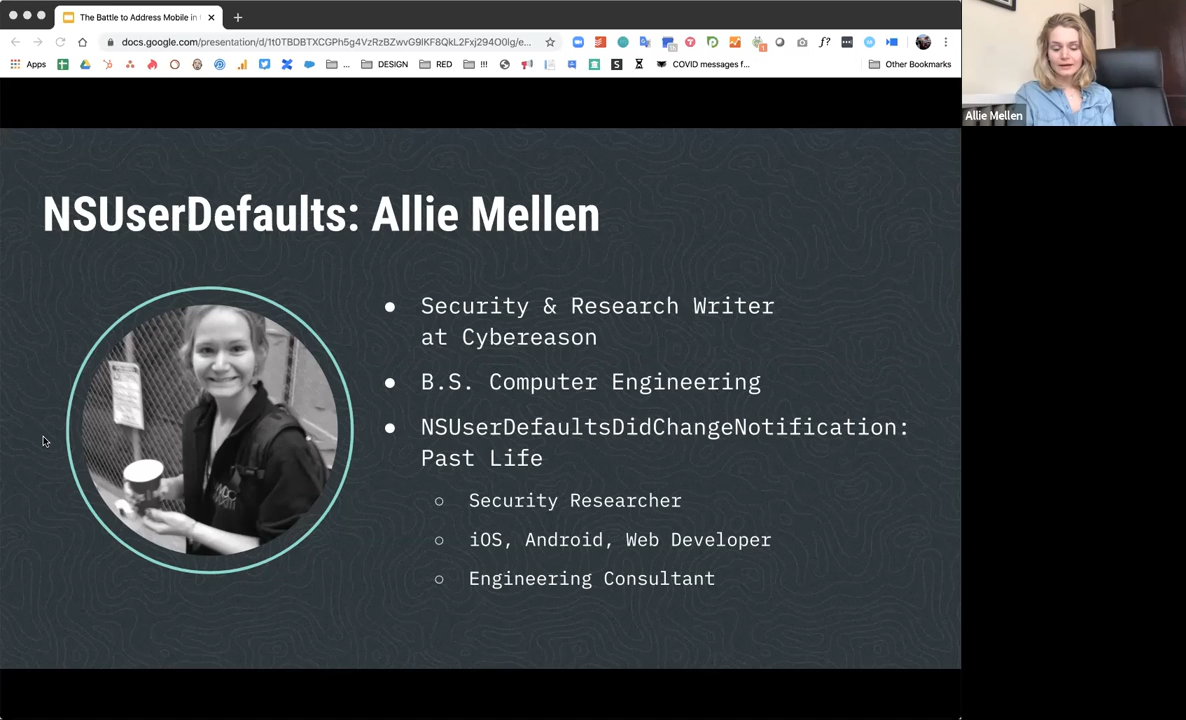 The Battle to Address Mobile in
docs.google.com/presentation/d/1t0TBDBTXCGPh5g4VzRzBZwvG9lKF8QkL2Fxj294O0lg/e...
Apps
...
DESIGN
RED
!!!
COVID messages f...
Other Bookmarks
Allie Mellen
NSUserDefaults: Allie Mellen
● Security & Research Writer
at Cybereason
● B.S. Computer Engineering
● NSUserDefaultsDidChangeNotification:
Past Life
○ Security Researcher
○ iOS, Android, Web Developer
○ Engineering Consultant